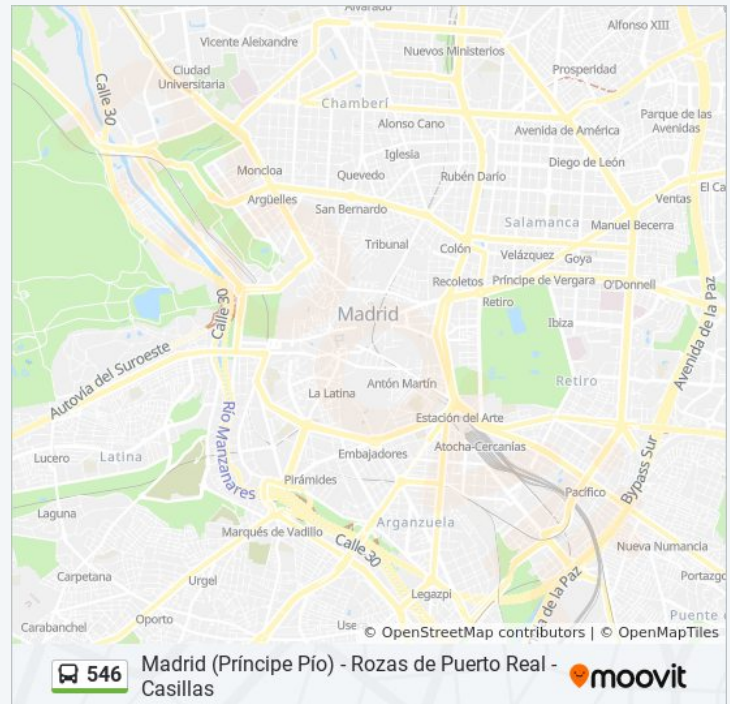 Alvarado
Alfonso XIII
Vicente Aleixandre
Nuevos Ministerios
Ciudad
Universitaria
Prosperidad
Calle 30
Chamberí
Parque de las
Avenidas
Alonso Cano
Avenida de América
Iglesia
Diego de León
Moncloa
Quevedo
Rubén Darío
Argüelles
Ventas
El Ca
San Bernardo
Salamanca
Manuel Becerra
Tribunal
Colón
Velázquez
Goya
Recoletos
Príncipe de Vergara
O'Donnell
Calle 30
Retiro
Madrid
Ibiza
Avenida de la Paz
Autovía del Suroeste
La Latina
Antón Martín
Retiro
Estación del Arte
Río Manzanares
Lucero
Latina
Embajadores
Atocha-Cercanías
Bypass Sur
Pirámides
Pacífico
Laguna
Arganzuela
Marqués de Vadillo
Calle 30
Nueva Numancia
Carpetana
Urgel
Portazgo
Legazpi
a de la Paz
Oporto
Puente
Carabanchel
Use
© OpenStreetMap contributors | © OpenMapTiles
546
Madrid (Príncipe Pío) - Rozas de Puerto Real -
Casillas
moovit